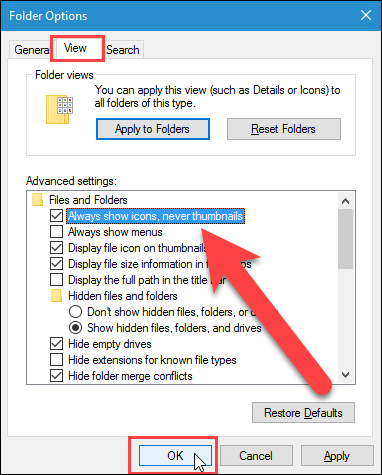 Folder Options
General View Search
Folder views
You can apply this view (such as Details or Icons) to
all folders of this type.
Apply to Folders Reset Folders
Advanced settings:
Files and Folders
Always show icons, never thumbnails
Always show menus
Display file icon on thumbnails
Display file size information in
Display the full path in the title
Hidden files and folders
Don't show hidden files, folders, or
Show hidden files, folders, and drives
Hide empty drives
Hide extensions for known file types
Hide folder merge conflicts
Restore Defaults
OK Cancel Apply